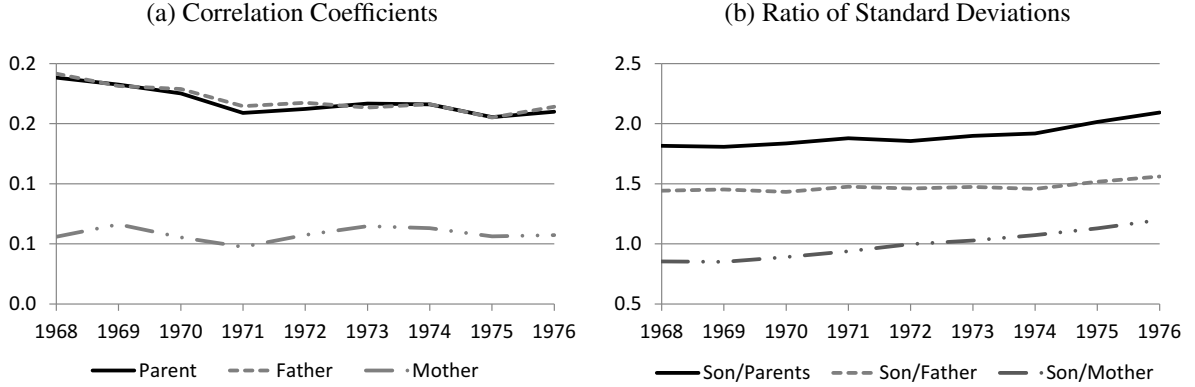 (a) Correlation Coefficients
0.2
0.2
0.1
0.1
0.0
1968 1969 1970 1971 1972 1973 1974 1975 1976
Parent Father Mother
(b) Ratio of Standard Deviations
2.5
2.0
1.5
1.0
0.5
1968 1969 1970 1971 1972 1973 1974 1975 1976
Son/Parents Son/Father Son/Mother